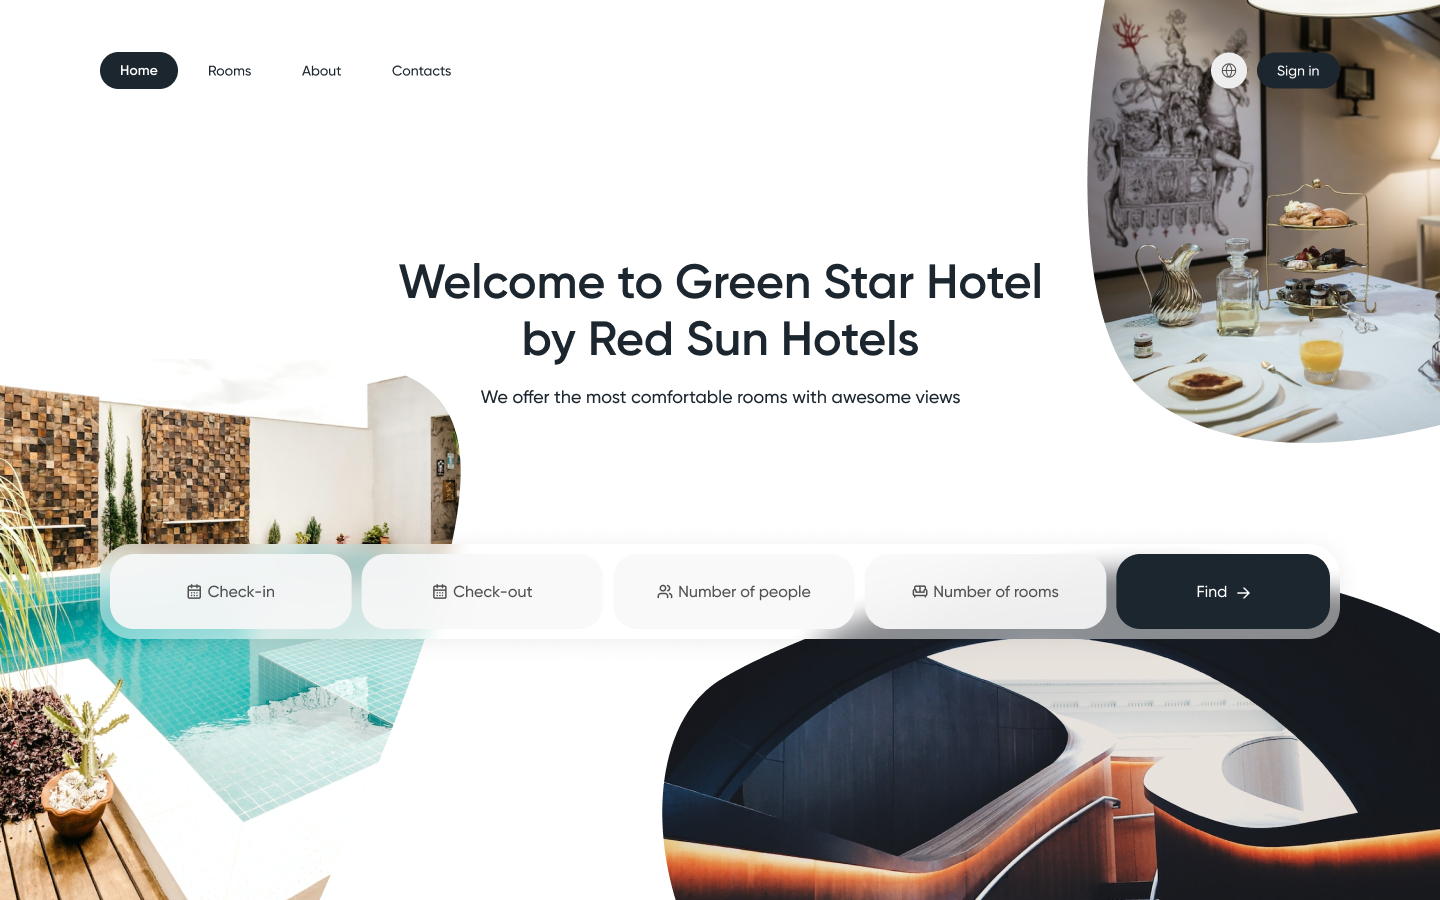 Home
Rooms
About
Contacts
Sign in
Welcome to Green Star Hotel
by Red Sun Hotels
We offer the most comfortable rooms with awesome views
Check-in
Check-out
Number of people
Number of rooms
Find